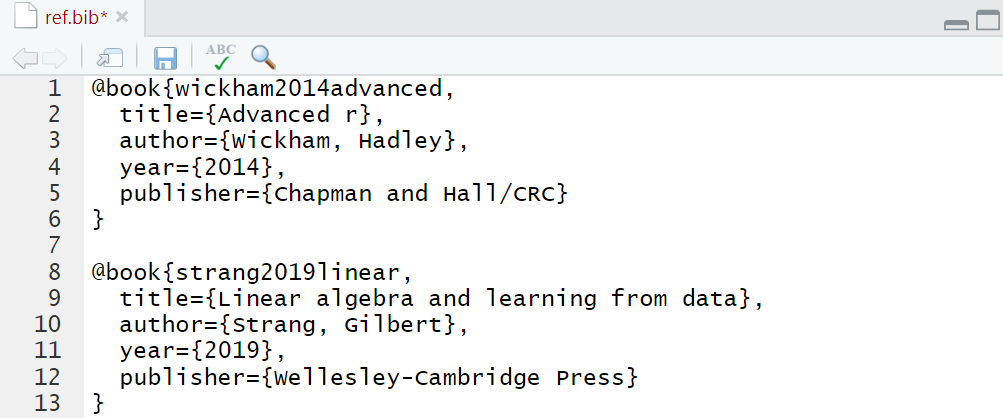 ref.bib*
ABC
1 @book{wickham2014advanced,
2 title={Advanced r},
3 author={Wickham, Hadley},
4 year={2014},
5 publisher={Chapman and Hall/CRC}
6 }
7
8 @book{strang2019linear,
9 title={Linear algebra and learning from data},
10 author={Strang, Gilbert},
11 year={2019},
12 publisher={Wellesley-Cambridge Press}
13 }